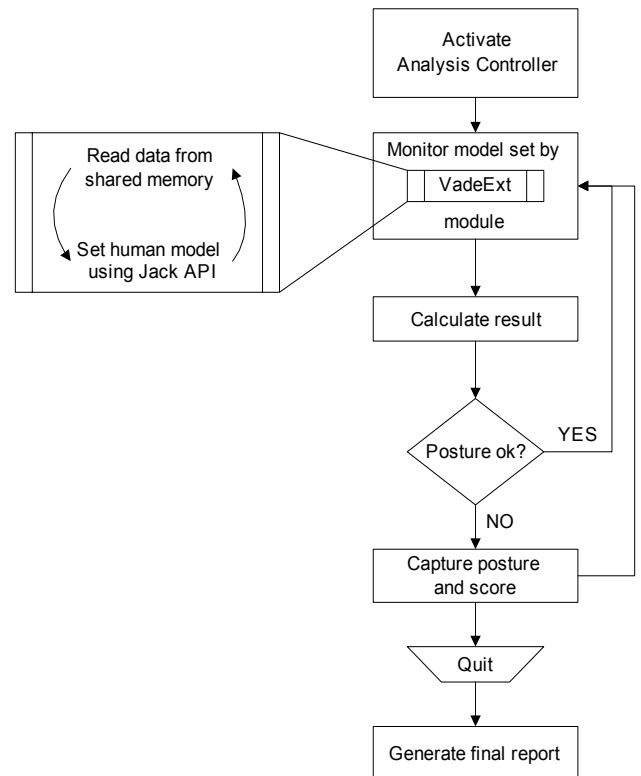 Activate
Analysis Controller
Read data from
shared memory
Set human model
using Jack API
Monitor model set by
VadeExt
module
Calculate result
Posture ok?
YES
NO
Capture posture
and score
Quit
Generate final report